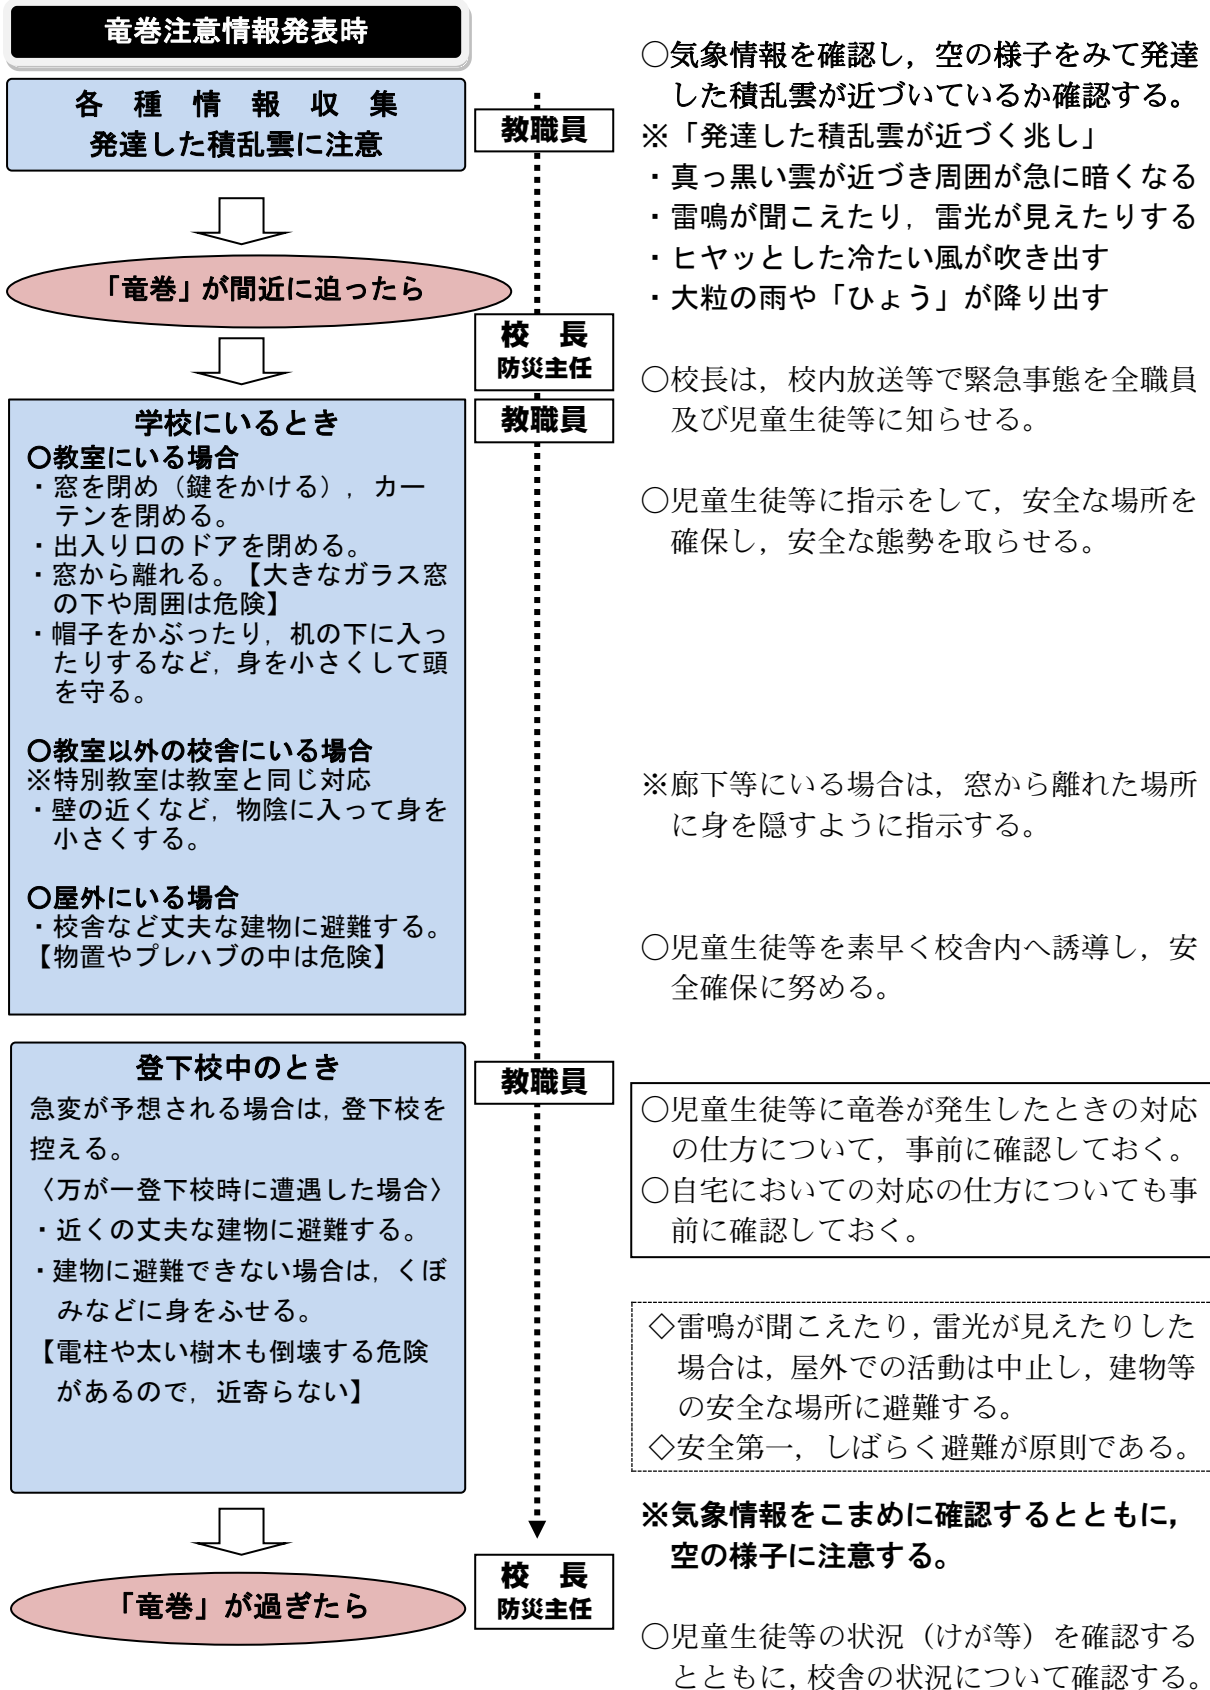 竜巻注意情報発表時
各種情報収集
発達した積乱雲に注意
教職員
○気象情報を確認し，空の様子をみて発達
した積乱雲が近づいているか確認する。
※「発達した積乱雲が近づく兆し」
・真っ黒い雲が近づき周囲が急に暗くなる
・雷鳴が聞こえたり，雷光が見えたりする
・ヒヤッとした冷たい風が吹き出す
・大粒の雨や「ひょう」が降り出す
「竜巻」が間近に迫ったら
校　長
防災主任
○校長は，校内放送等で緊急事態を全職員
及び児童生徒等に知らせる。
学校にいるとき
○教室にいる場合
・窓を閉め（鍵をかける），カー
テンを閉める。
・出入り口のドアを閉める。
・窓から離れる。【大きなガラス窓
の下や周囲は危険】
・帽子をかぶったり，机の下に入っ
たりするなど，身を小さくして頭
を守る。
○教室以外の校舎にいる場合
※特別教室は教室と同じ対応
・壁の近くなど，物陰に入って身を
小さくする。
○屋外にいる場合
・校舎など丈夫な建物に避難する。
【物置やプレハブの中は危険】
教職員
○児童生徒等に指示をして，安全な場所を
確保し，安全な態勢を取らせる。
※廊下等にいる場合は，窓から離れた場所
に身を隠すように指示する。
○児童生徒等を素早く校舎内へ誘導し，安
全確保に努める。
登下校中のとき
急変が予想される場合は，登下校を
控える。
〈万が一登下校時に遭遇した場合〉
・近くの丈夫な建物に避難する。
・建物に避難できない場合は，くぼ
みなどに身をふせる。
【電柱や太い樹木も倒壊する危険
があるので，近寄らない】
教職員
○児童生徒等に竜巻が発生したときの対応
の仕方について，事前に確認しておく。
○自宅においての対応の仕方についても事
前に確認しておく。
◇雷鳴が聞こえたり，雷光が見えたりした
場合は，屋外での活動は中止し，建物等
の安全な場所に避難する。
◇安全第一，しばらく避難が原則である。
※気象情報をこまめに確認するとともに，
空の様子に注意する。
「竜巻」が過ぎたら
校　長
防災主任
○児童生徒等の状況（けが等）を確認する
とともに，校舎の状況について確認する。